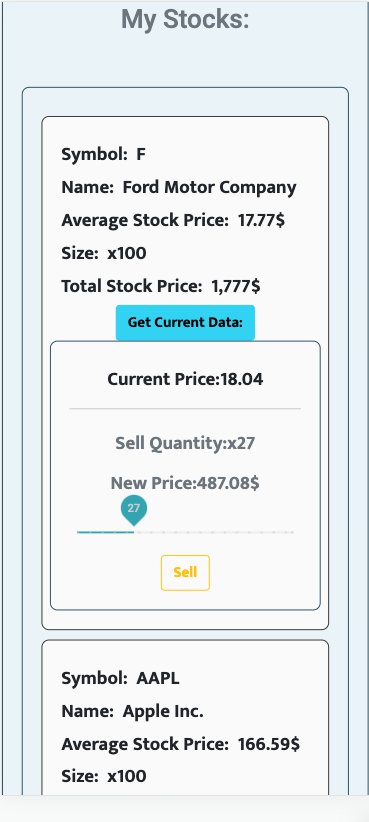 My Stocks:
Symbol: F
Name: Ford Motor Company
Average Stock Price: 17.77$
Size: x100
Total Stock Price: 1,777$
Get Current Data:
Current Price:18.04
Sell Quantity:x27
New Price:487.08$
27
Sell
Symbol: AAPL
Name: Apple Inc.
Average Stock Price: 166.59$
Size: x100